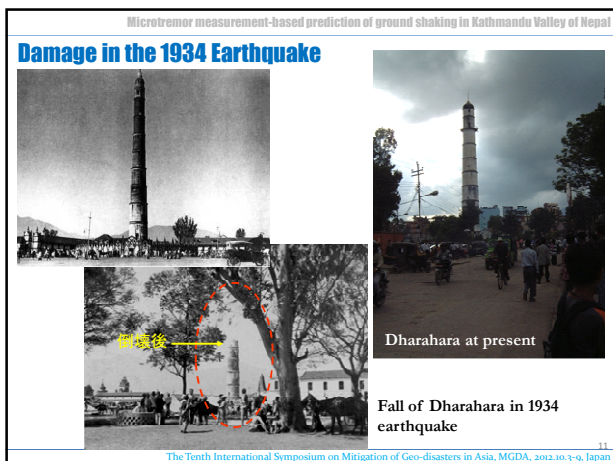 Microtremor measurement-based prediction of ground shaking in Kathmandu Valley of Nepal
Damage in the 1934 Earthquake
倒壊後
Dharahara at present
Fall of Dharahara in 1934
earthquake
11
The Tenth International Symposium on Mitigation of Geo-disasters in Asia, MGDA, 2012.10.3-9, Japan